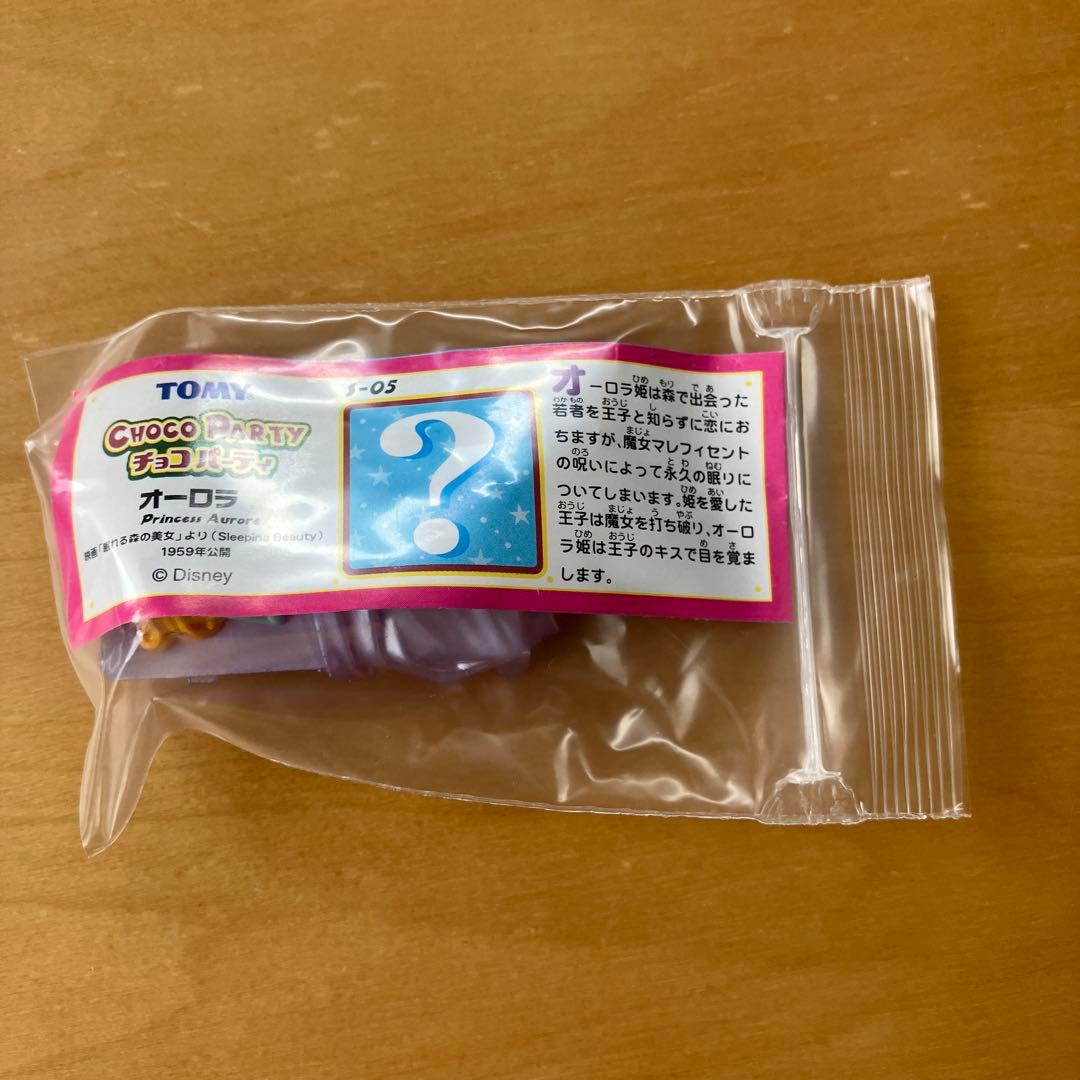 TOMY
CHOCO PARTY
チョコパーティ
オーロラ
Princess Aurora
映画「眠れる森の美女」より(Sleeping Beauty)
1959年公開
© Disney
S-05
?
オーロラ姫は森で出会った
若者を王子と知らずに恋にお
ちますが、魔女マレフィセント
の呪いによって永久の眠りに
ついてしまいます。姫を愛した
王子は魔女を打ち破り、オーロ
ラ姫は王子のキスで目を覚ま
します。